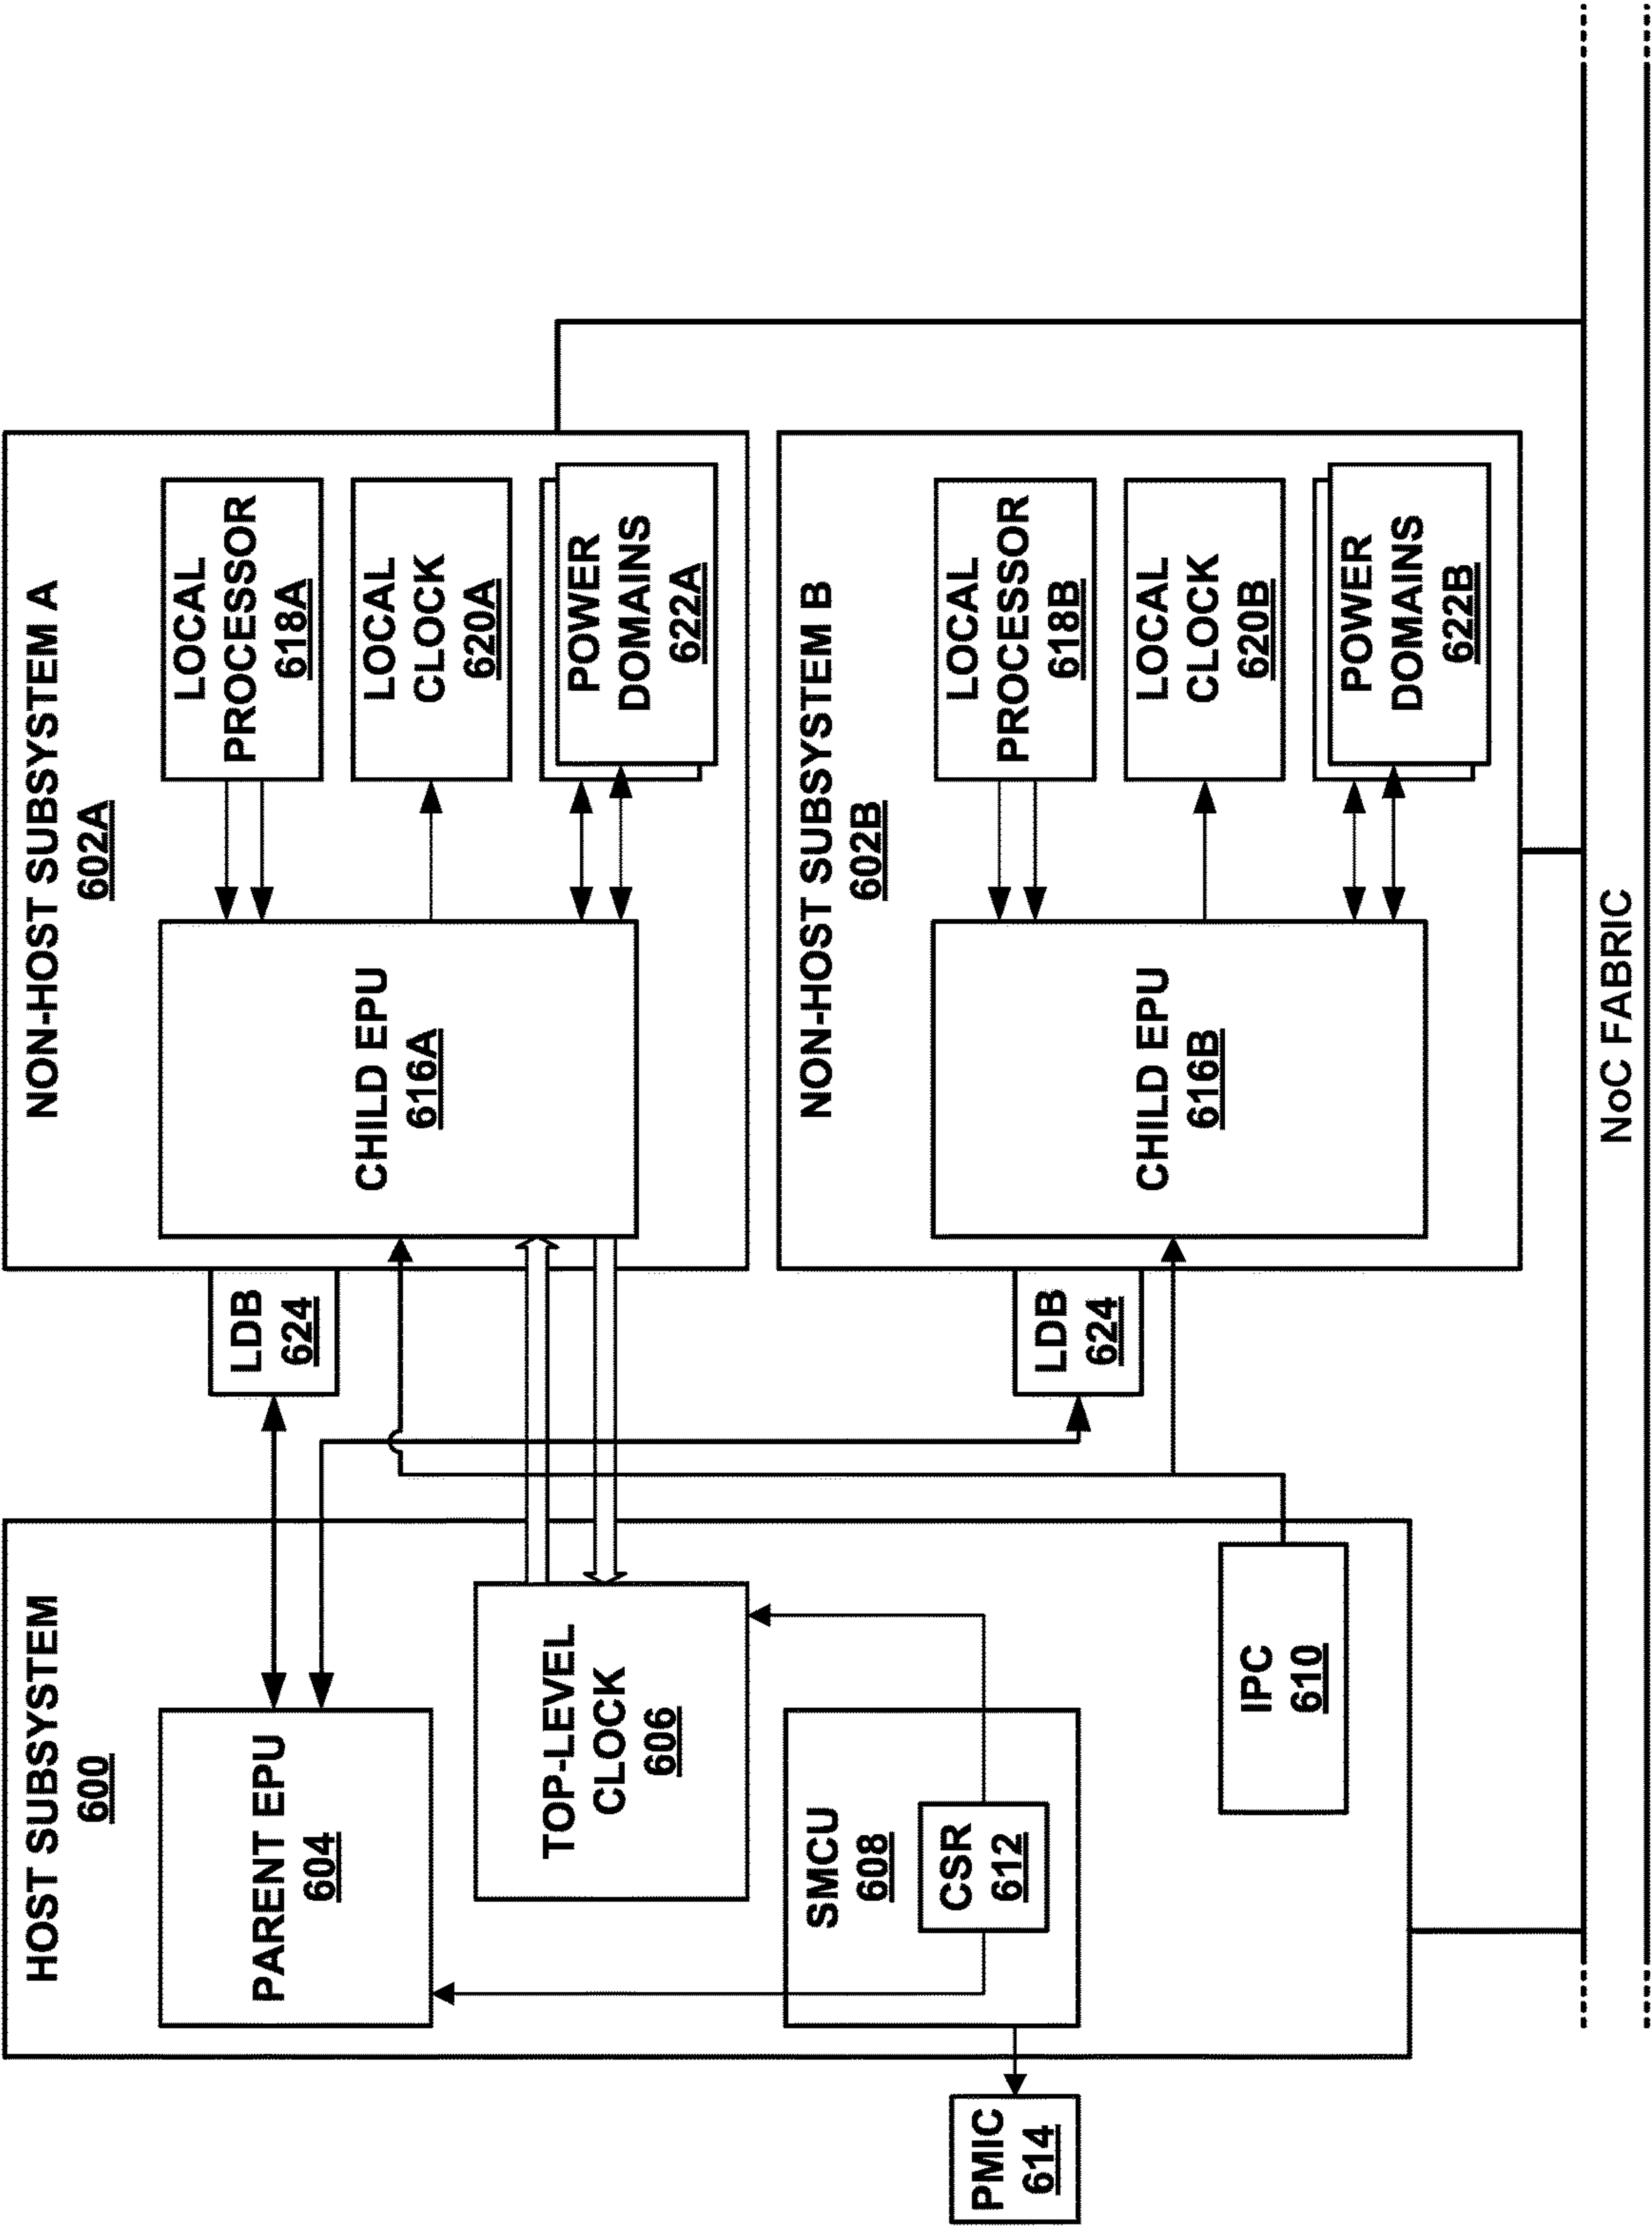 HOST SUBSYSTEM
600
PARENT EPU
604
TOP-LEVEL
CLOCK
606
SMCU
608
CSR
612
IPC
610
PMIC
614
LDB
624
LDB
624
NON-HOST SUBSYSTEM A
602A
CHILD EPU
616A
LOCAL
PROCESSOR
618A
LOCAL
CLOCK
620A
POWER
DOMAINS
622A
NON-HOST SUBSYSTEM B
602B
CHILD EPU
616B
LOCAL
PROCESSOR
618B
LOCAL
CLOCK
620B
POWER
DOMAINS
622B
NoC FABRIC